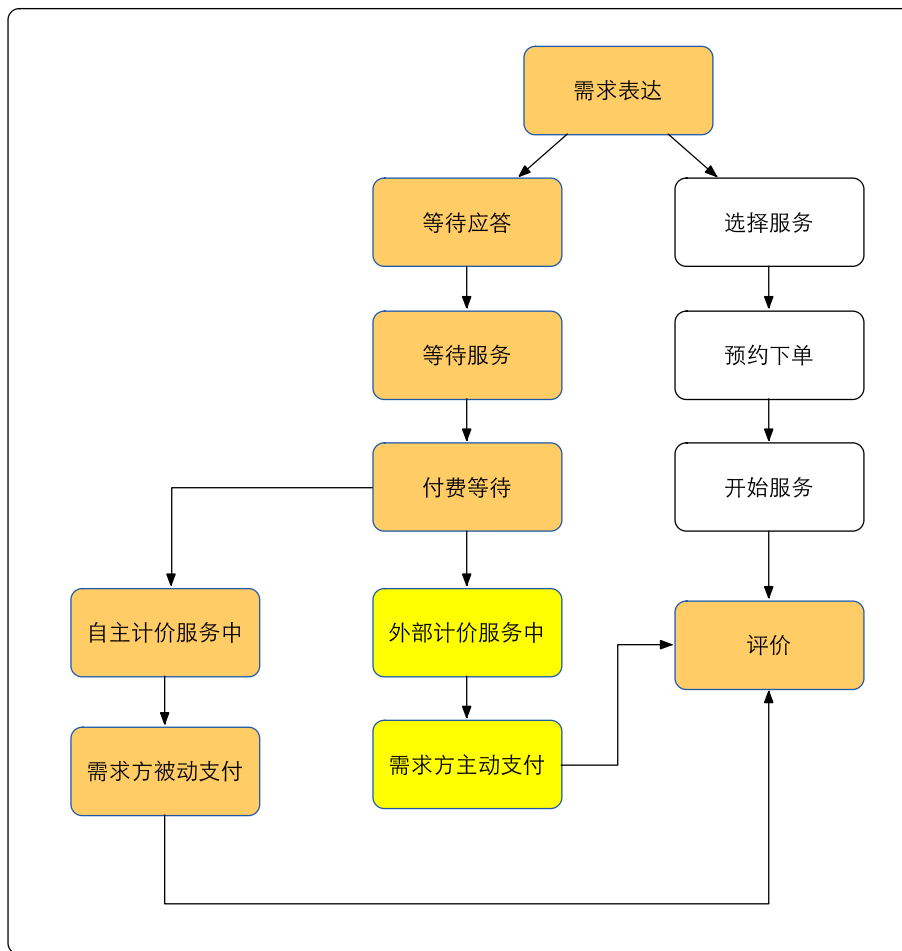 需求表达
等待应答
选择服务
等待服务
预约下单
付费等待
开始服务
自主计价服务中
外部计价服务中
评价
需求方被动支付
需求方主动支付